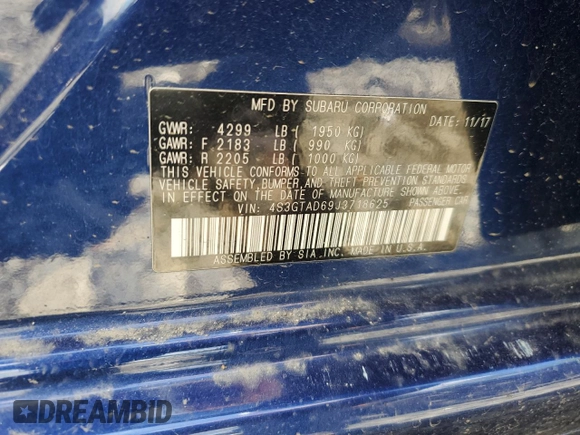 MFD BY SUBARU CORPORATION
DATE: 11/17
GVWR: 4299 LB ( 1950 KG)
GAWR: F 2183 LB ( 990 KG)
GAWR: R 2205 LB ( 1000 KG)
THIS VEHICLE CONFORMS TO ALL APPLICABLE FEDERAL MOTOR
VEHICLE SAFETY, BUMPER, AND THEFT PREVENTION STANDARDS
IN EFFECT ON THE DATE OF MANUFACTURE SHOWN ABOVE.
VIN: 4S3GTAD69J3718625 PASSENGER CAR
ASSEMBLED BY SIA, INC. MADE IN U.S.A.
DREAMBID